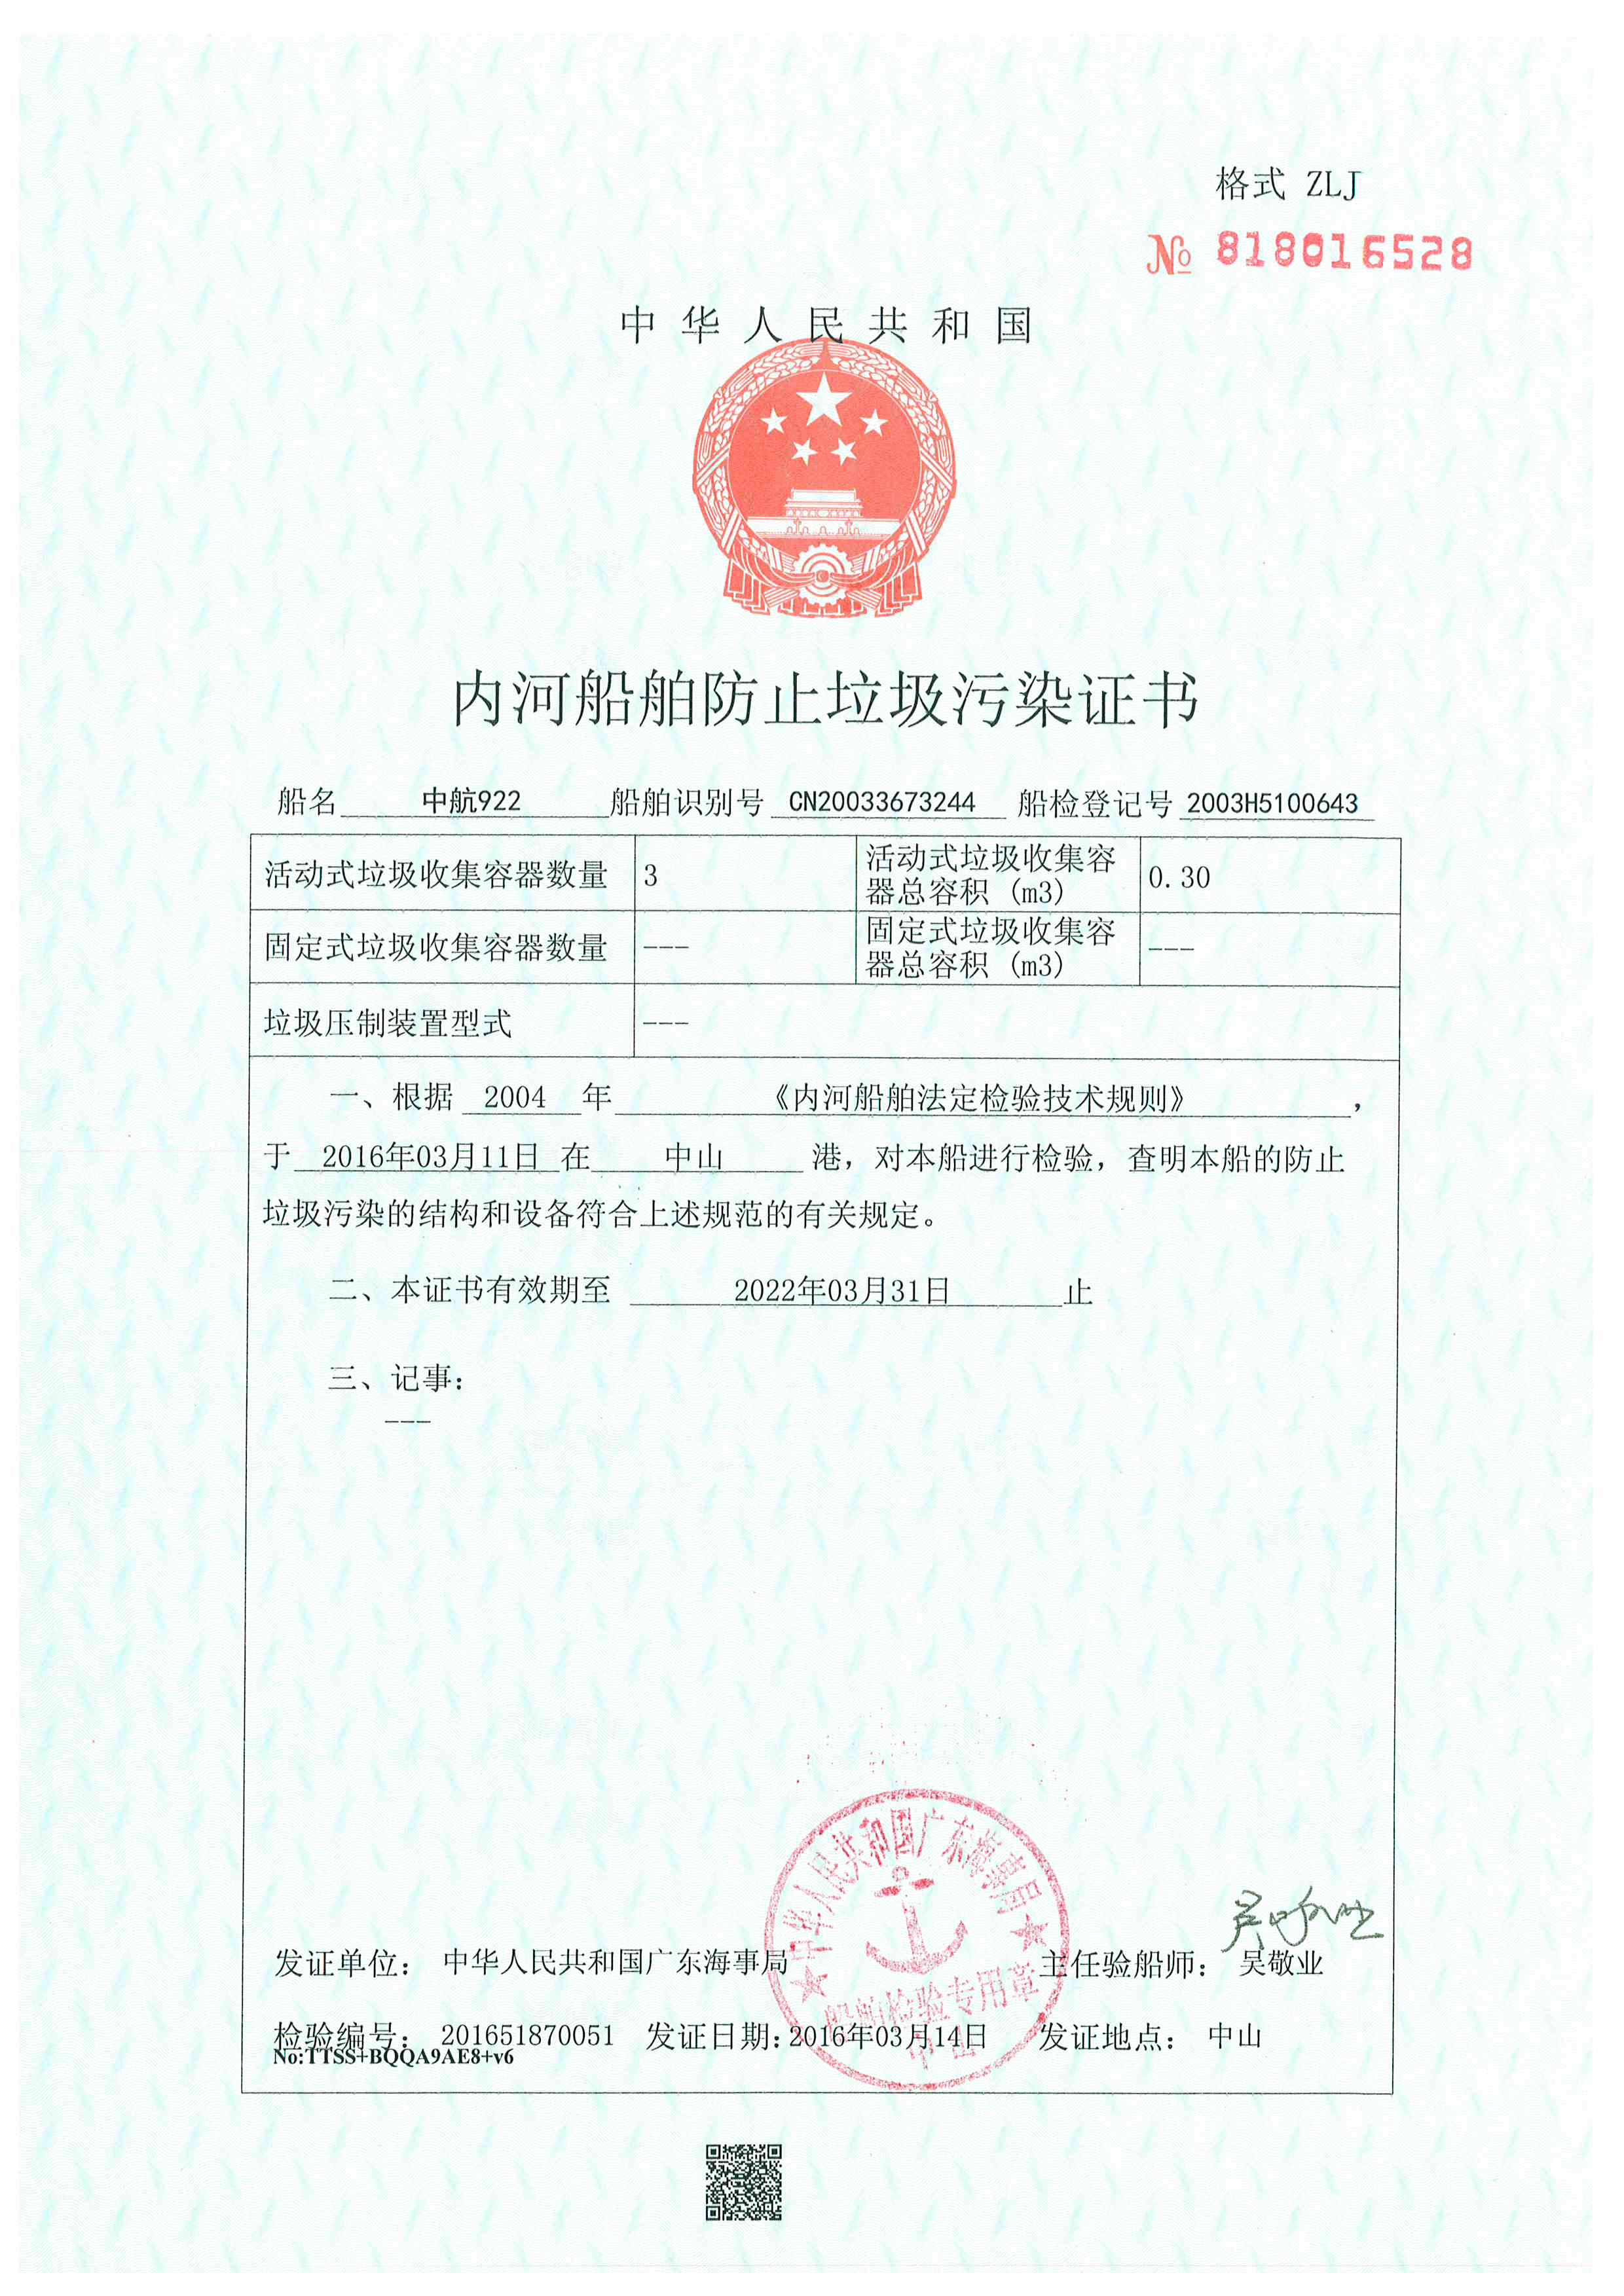 格式 ZLJ
№ 818016528
中华人民共和国
内河船舶防止垃圾污染证书
船名 中航922 船舶识别号 CN20033673244 船检登记号 2003H5100643
活动式垃圾收集容器数量 3 活动式垃圾收集容器总容积 (m3) 0.30
固定式垃圾收集容器数量 --- 固定式垃圾收集容器总容积 (m3) ---
垃圾压制装置型式 ---
一、根据 2004 年 《内河船舶法定检验技术规则》,
于 2016年03月11日 在 中山 港, 对本船进行检验, 查明本船的防止
垃圾污染的结构和设备符合上述规范的有关规定。
二、本证书有效期至 2022年03月31日 止
三、记事:
---
中华人民共和国广东海事局
船舶检验专用章
中山
吴敬业
发证单位: 中华人民共和国广东海事局 主任验船师: 吴敬业
检验编号: 201651870051 发证日期: 2016年03月14日 发证地点: 中山
No:TTSS+BQQA9AE8+v6